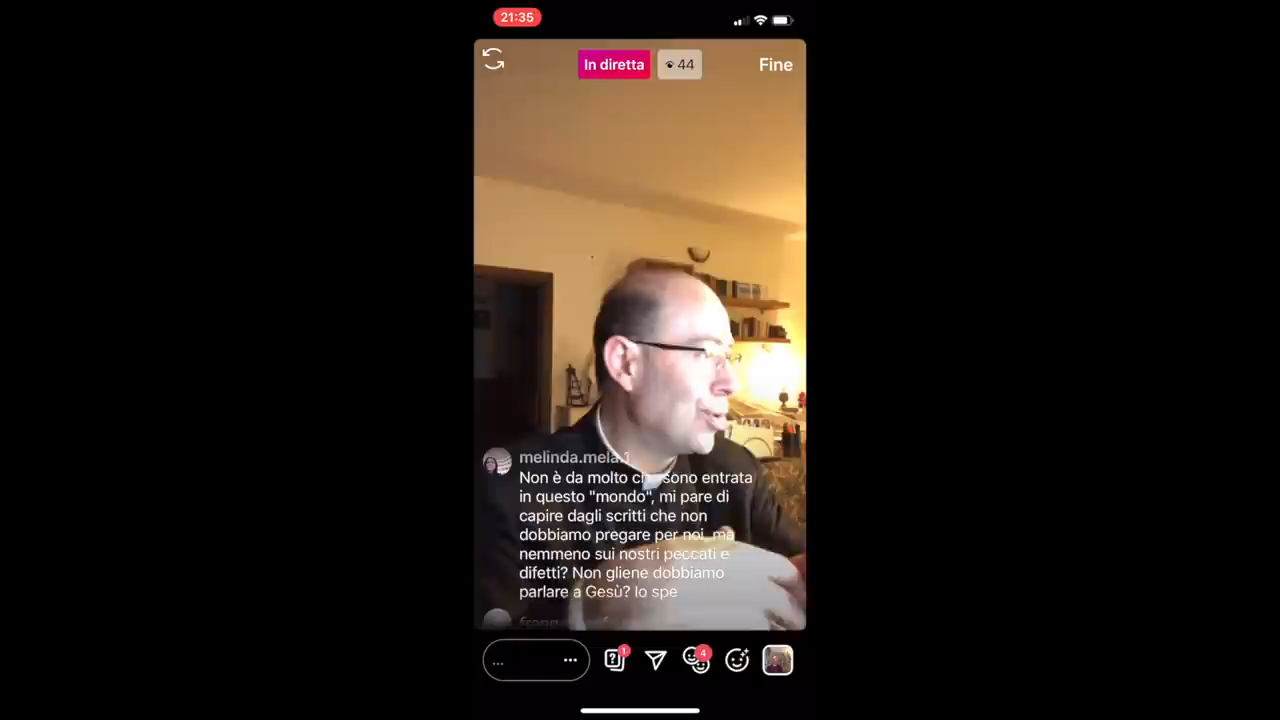 21:35
In diretta
44
Fine
melinda.mela.1
Non è da molto che sono entrata
in questo "mondo", mi pare di
capire dagli scritti che non
dobbiamo pregare per noi, ma
nemmeno sui nostri peccati e
difetti? Non gliene dobbiamo
parlare a Gesù? Io spe
...
1
4